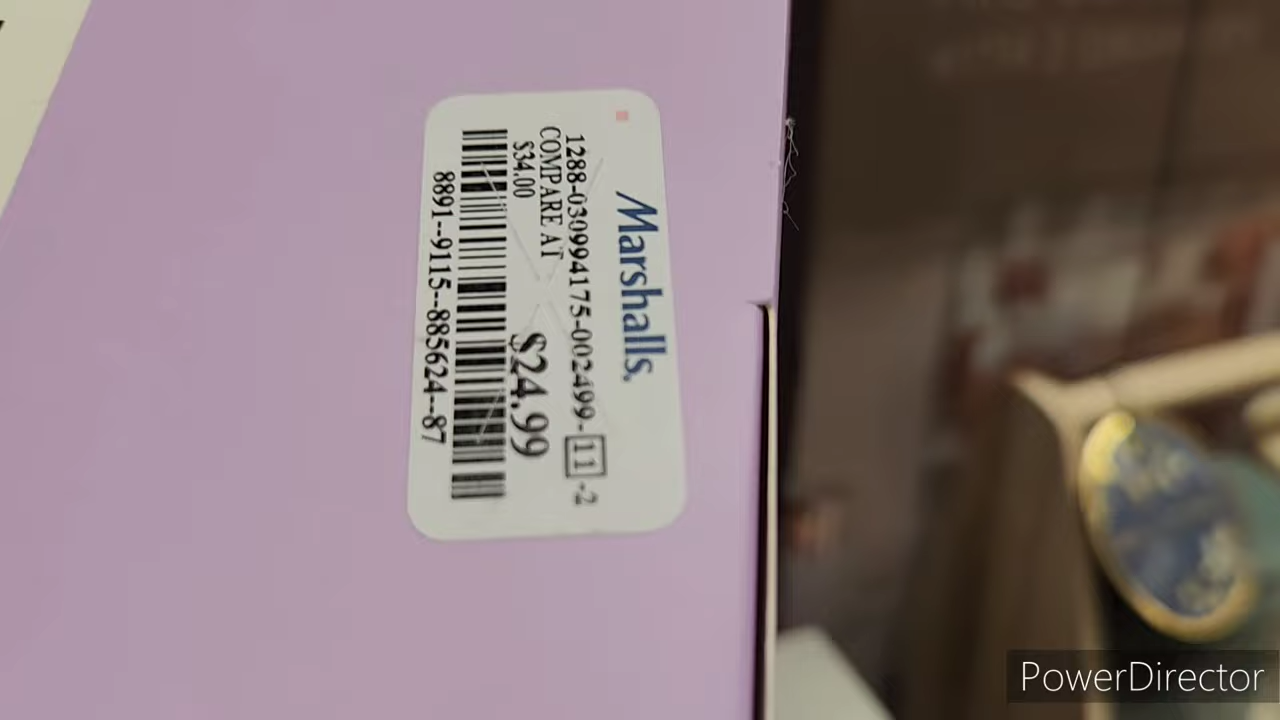 Marshalls.
1288-030994175-002499-11-2
COMPARE AT
$34.00
$24.99
8891--9115--885624--87
PowerDirector